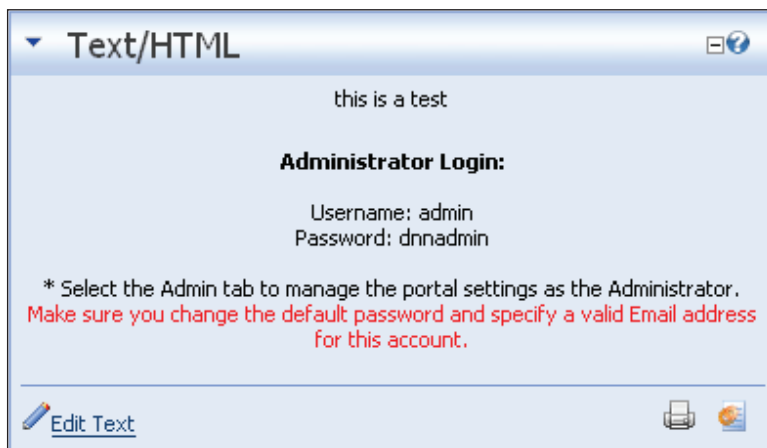 Text/HTML
this is a test
Administrator Login:
Username: admin
Password: dnnadmin
* Select the Admin tab to manage the portal settings as the Administrator.
Make sure you change the default password and specify a valid Email address
for this account.
Edit Text